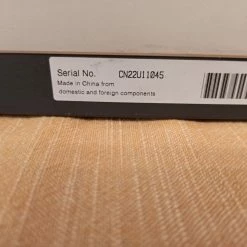 Serial No. CN22U11045
Made in China from
domestic and foreign components